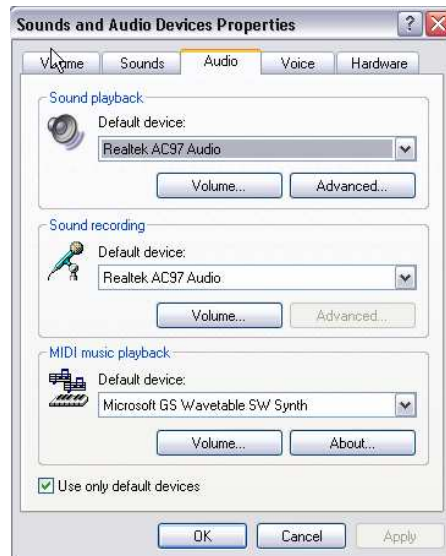 Sounds and Audio Devices Properties
Volume Sounds Audio Voice Hardware
Sound playback
Default device:
Realtek AC97 Audio
Volume... Advanced...
Sound recording
Default device:
Realtek AC97 Audio
Volume... Advanced...
MIDI music playback
Default device:
Microsoft GS Wavetable SW Synth
Volume... About...
Use only default devices
OK Cancel Apply